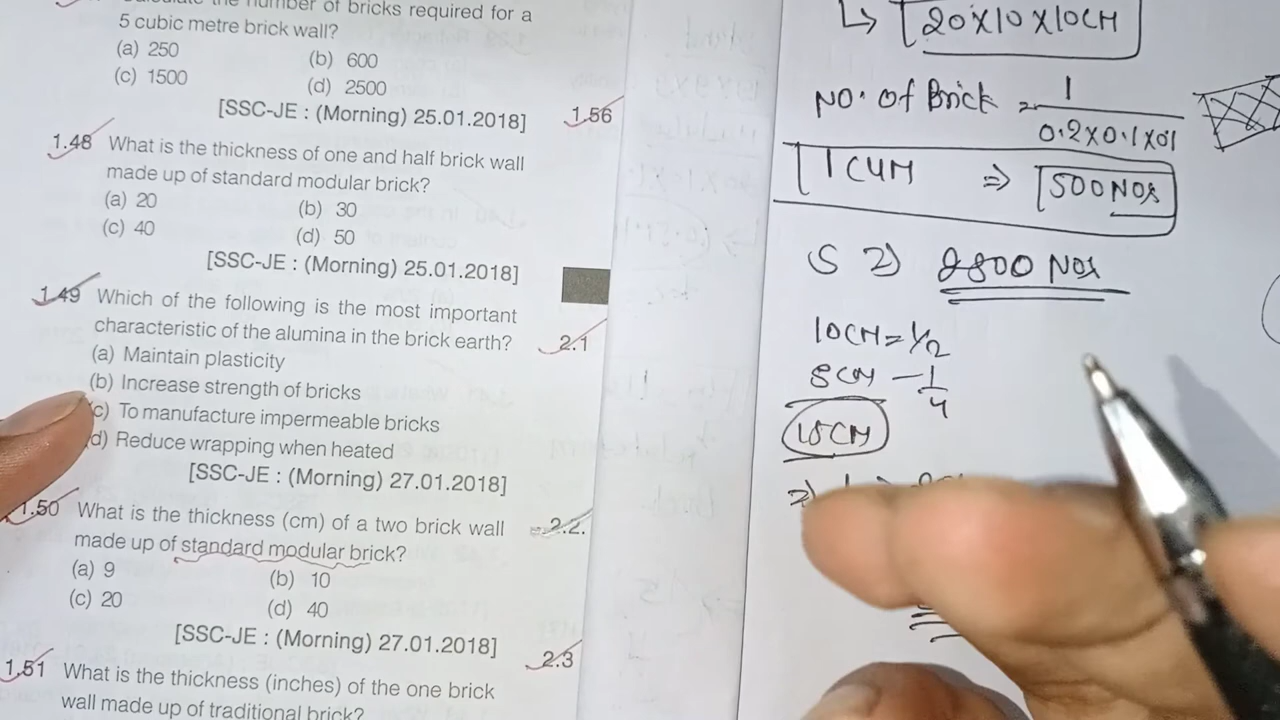 the number of bricks required for a
5 cubic metre brick wall?
(a) 250 (b) 600
(c) 1500 (d) 2500
[SSC-JE : (Morning) 25.01.2018]
1.48 What is the thickness of one and half brick wall
made up of standard modular brick?
(a) 20 (b) 30
(c) 40 (d) 50
[SSC-JE : (Morning) 25.01.2018]
1.49 Which of the following is the most important
characteristic of the alumina in the brick earth?
(a) Maintain plasticity
(b) Increase strength of bricks
(c) To manufacture impermeable bricks
(d) Reduce wrapping when heated
[SSC-JE : (Morning) 27.01.2018]
1.50 What is the thickness (cm) of a two brick wall
made up of standard modular brick?
(a) 9 (b) 10
(c) 20 (d) 40
[SSC-JE : (Morning) 27.01.2018]
1.51 What is the thickness (inches) of the one brick
wall made up of traditional brick?
1.56
2.1
2.2.
2.3
20X10X10CM
NO. Of Brick = 1
0.2X0.1X01
1CUM ⇒ 500 NOS
10CM = 1/2